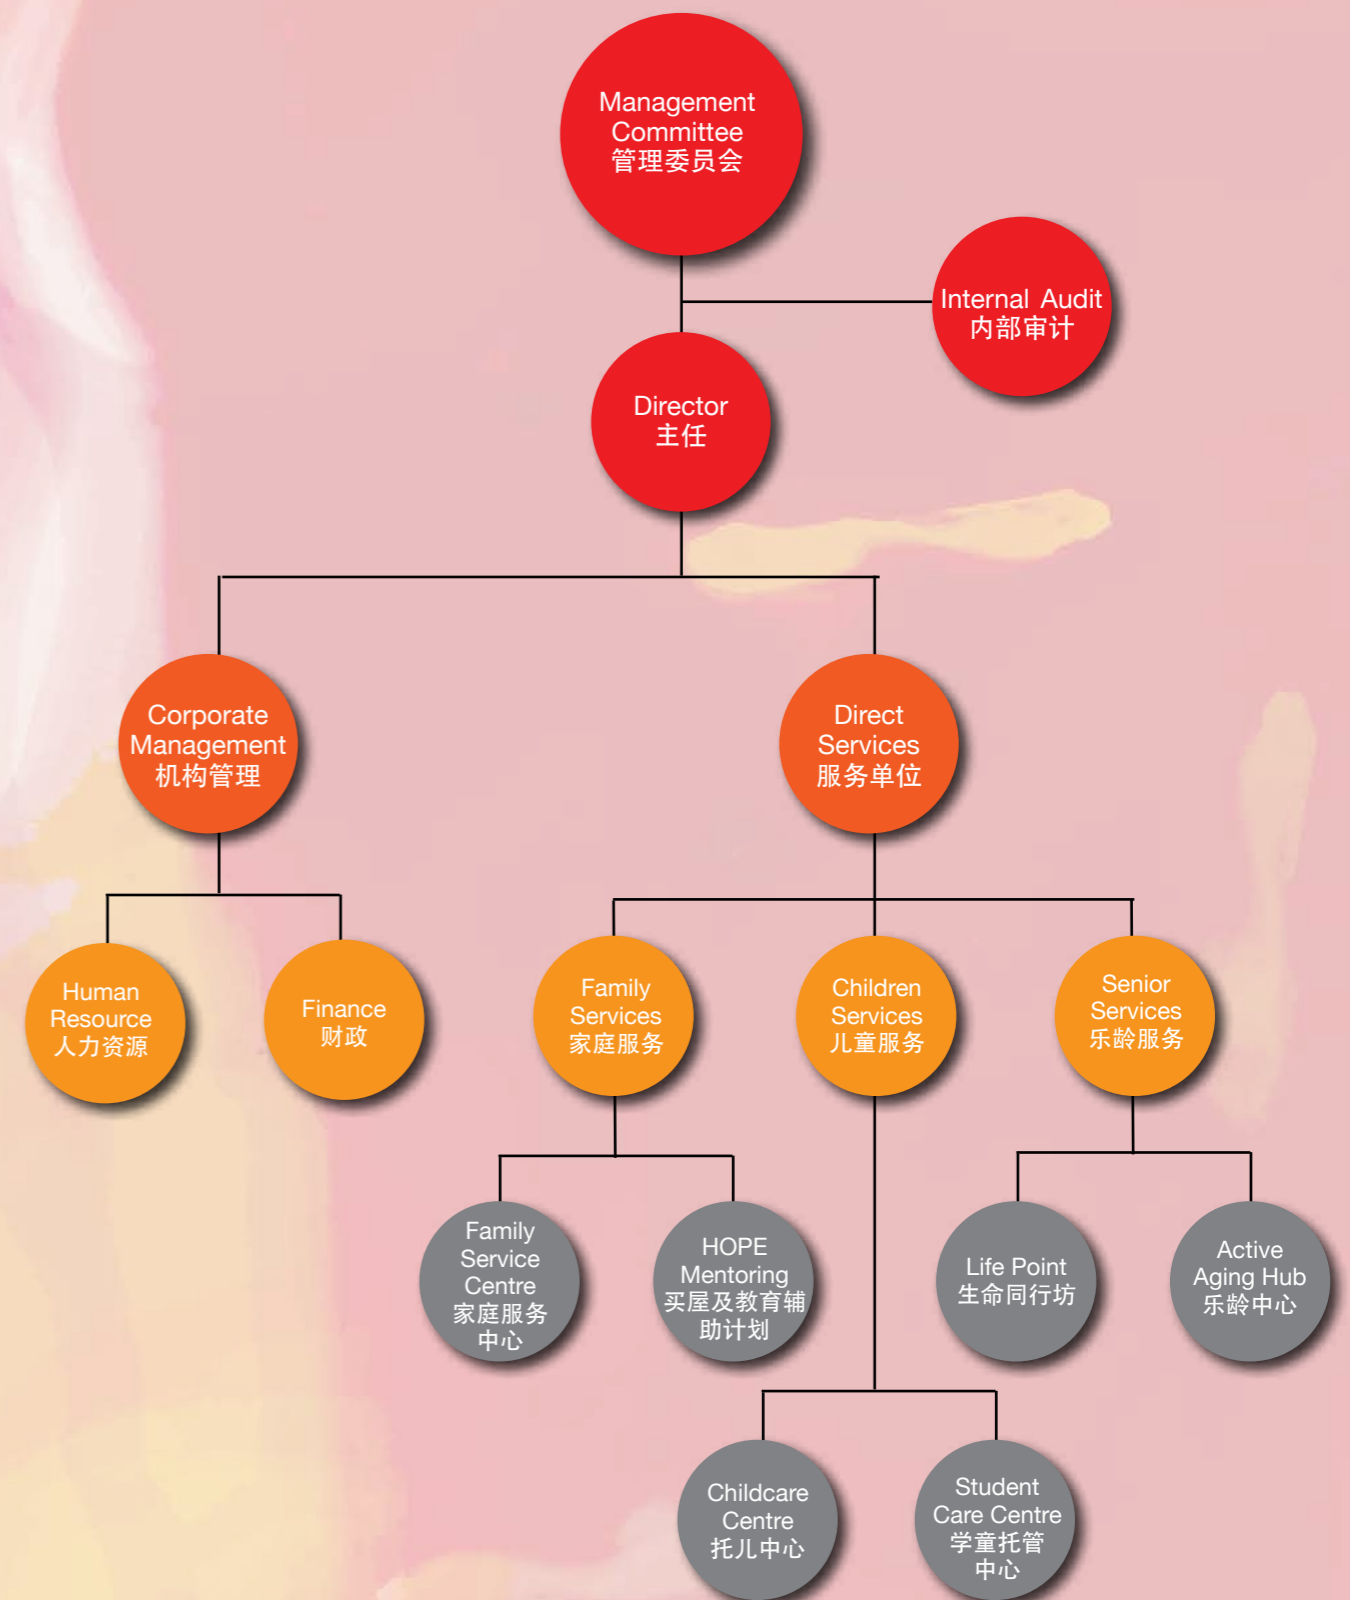 Management
Committee
管理委员会
Internal Audit
内部审计
Director
主任
Corporate
Management
机构管理
Direct
Services
服务单位
Human
Resource
人力资源
Finance
财政
Family
Services
家庭服务
Children
Services
儿童服务
Senior
Services
乐龄服务
Family
Service
Centre
家庭服务
中心
HOPE
Mentoring
买屋及教育辅
助计划
Life Point
生命同行坊
Active
Aging Hub
乐龄中心
Childcare
Centre
托儿中心
Student
Care Centre
学童托管
中心